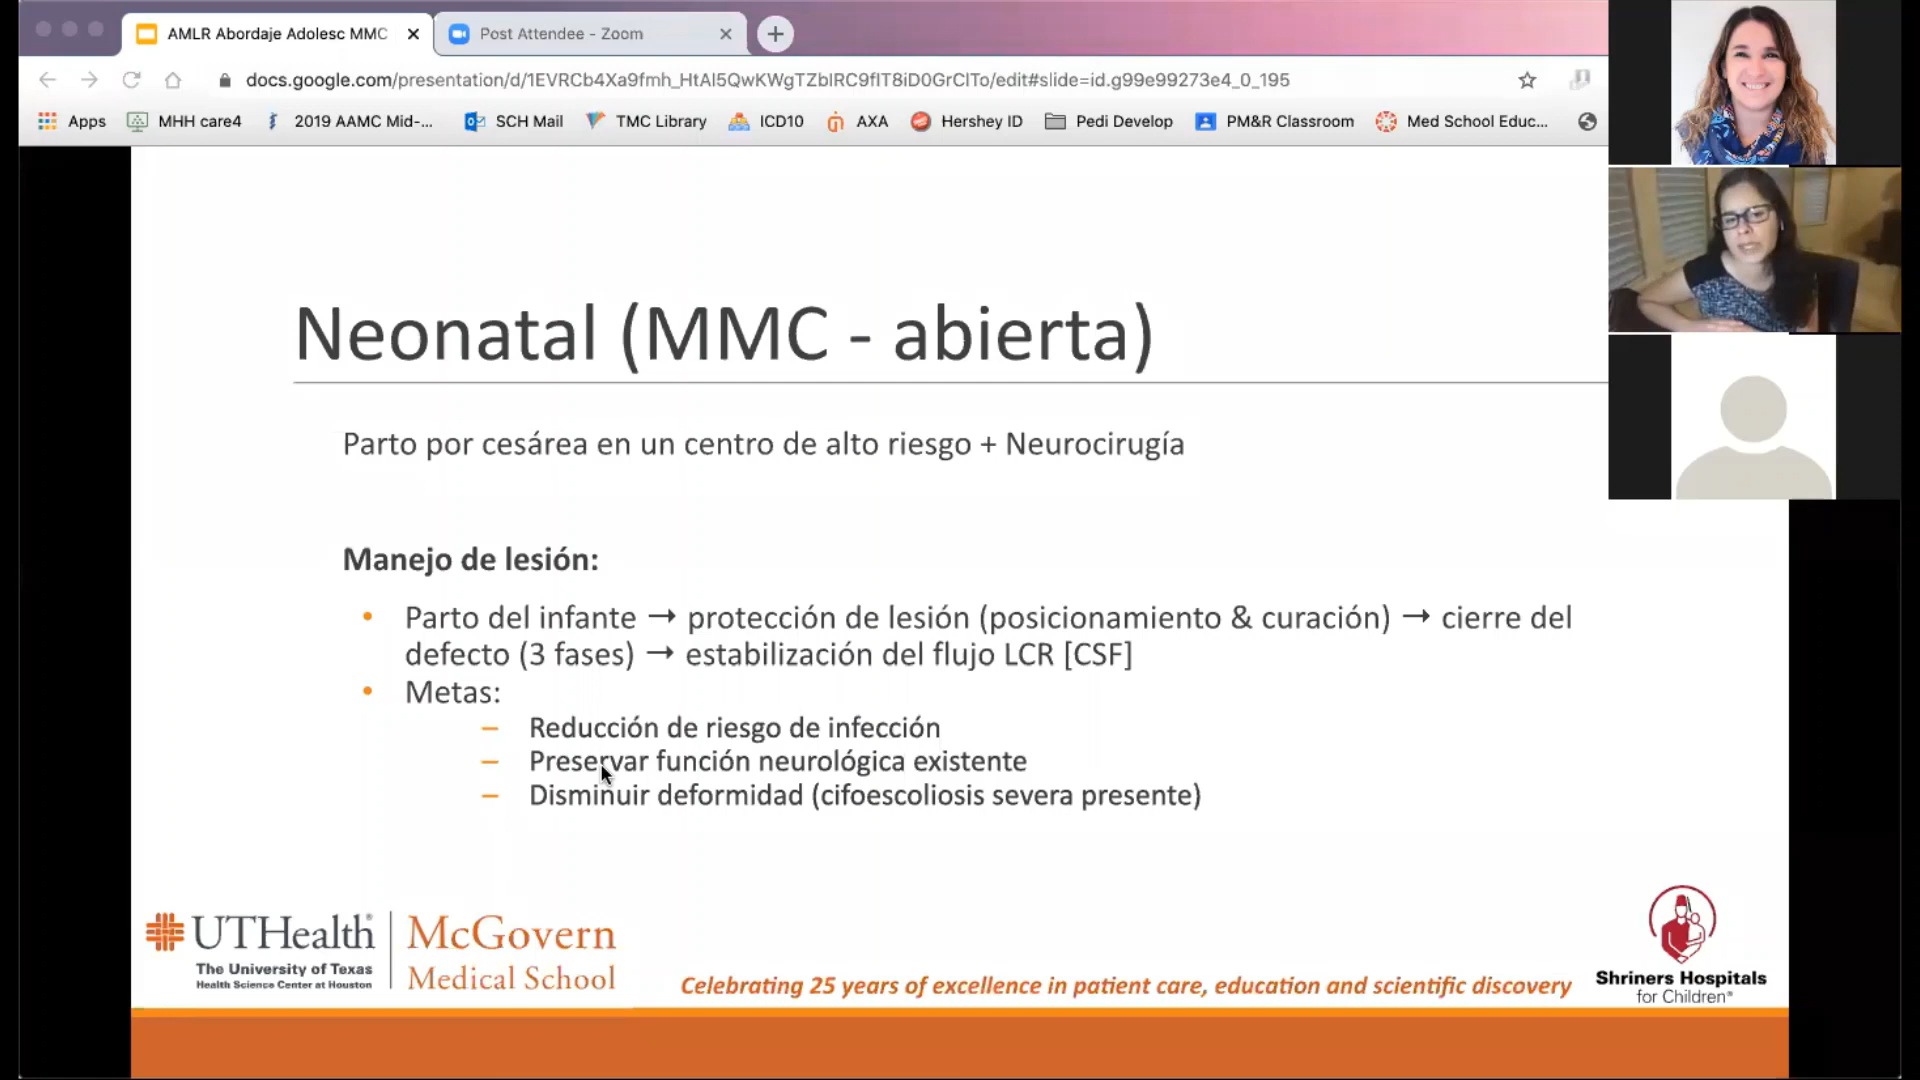 AMLR Abordaje Adolesc MMC
Post Attendee - Zoom
docs.google.com/presentation/d/1EVRCb4Xa9fmh_HtAl5QwKWgTZblRC9flT8iD0GrClTo/edit#slide=id.g99e99273e4_0_195
Apps MHH care4 2019 AAMC Mid-... SCH Mail TMC Library ICD10 AXA Hershey ID Pedi Develop PM&R Classroom Med School Educ...
Neonatal (MMC - abierta)
Parto por cesárea en un centro de alto riesgo + Neurocirugía
Manejo de lesión:
• Parto del infante → protección de lesión (posicionamiento & curación) → cierre del
defecto (3 fases) → estabilización del flujo LCR [CSF]
• Metas:
– Reducción de riesgo de infección
– Preservar función neurológica existente
– Disminuir deformidad (cifoescoliosis severa presente)
UTHealth®
The University of Texas
Health Science Center at Houston
McGovern
Medical School
Celebrating 25 years of excellence in patient care, education and scientific discovery
Shriners Hospitals
for Children®